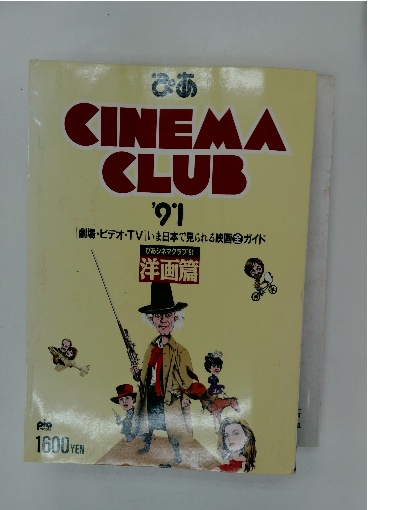 ぴあ
CINEMA
CLUB
'91
「劇場・ビデオ・TV」いま日本で見られる映画全ガイド
ぴあシネマクラブ'91
洋画篇
pia
1600YEN